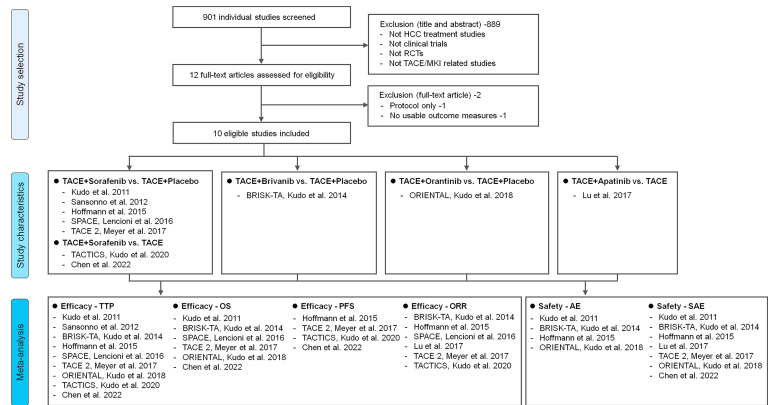 Study selection
901 individual studies screened
Exclusion (title and abstract) -889
- Not HCC treatment studies
- Not clinical trials
- Not RCTs
- Not TACE/MKI related studies
12 full-text articles assessed for eligibility
Exclusion (full-text article) -2
- Protocol only -1
- No usable outcome measures -1
10 eligible studies included
Study characteristics
● TACE+Sorafenib vs. TACE+Placebo
- Kudo et al. 2011
- Sansonno et al. 2012
- Hoffmann et al. 2015
- SPACE, Lencioni et al. 2016
- TACE 2, Meyer et al. 2017
● TACE+Sorafenib vs. TACE
- TACTICS, Kudo et al. 2020
- Chen et al. 2022
● TACE+Brivanib vs. TACE+Placebo
- BRISK-TA, Kudo et al. 2014
● TACE+Orantinib vs. TACE+Placebo
- ORIENTAL, Kudo et al. 2018
● TACE+Apatinib vs. TACE
- Lu et al. 2017
Meta-analysis
● Efficacy - TTP
- Kudo et al. 2011
- Sansonno et al. 2012
- BRISK-TA, Kudo et al. 2014
- Hoffmann et al. 2015
- SPACE, Lencioni et al. 2016
- TACE 2, Meyer et al. 2017
- ORIENTAL, Kudo et al. 2018
- TACTICS, Kudo et al. 2020
- Chen et al. 2022
● Efficacy - OS
- Kudo et al. 2011
- BRISK-TA, Kudo et al. 2014
- SPACE, Lencioni et al. 2016
- TACE 2, Meyer et al. 2017
- ORIENTAL, Kudo et al. 2018
- Chen et al. 2022
● Efficacy - PFS
- Hoffmann et al. 2015
- TACE 2, Meyer et al. 2017
- TACTICS, Kudo et al. 2020
- Chen et al. 2022
● Efficacy - ORR
- BRISK-TA, Kudo et al. 2014
- Hoffmann et al. 2015
- SPACE, Lencioni et al. 2016
- Lu et al. 2017
- TACE 2, Meyer et al. 2017
- TACTICS, Kudo et al. 2020
● Safety - AE
- Kudo et al. 2011
- BRISK-TA, Kudo et al. 2014
- Hoffmann et al. 2015
- ORIENTAL, Kudo et al. 2018
● Safety - SAE
- Kudo et al. 2011
- BRISK-TA, Kudo et al. 2014
- Hoffmann et al. 2015
- Lu et al. 2017
- TACE 2, Meyer et al. 2017
- ORIENTAL, Kudo et al. 2018
- Chen et al. 2022